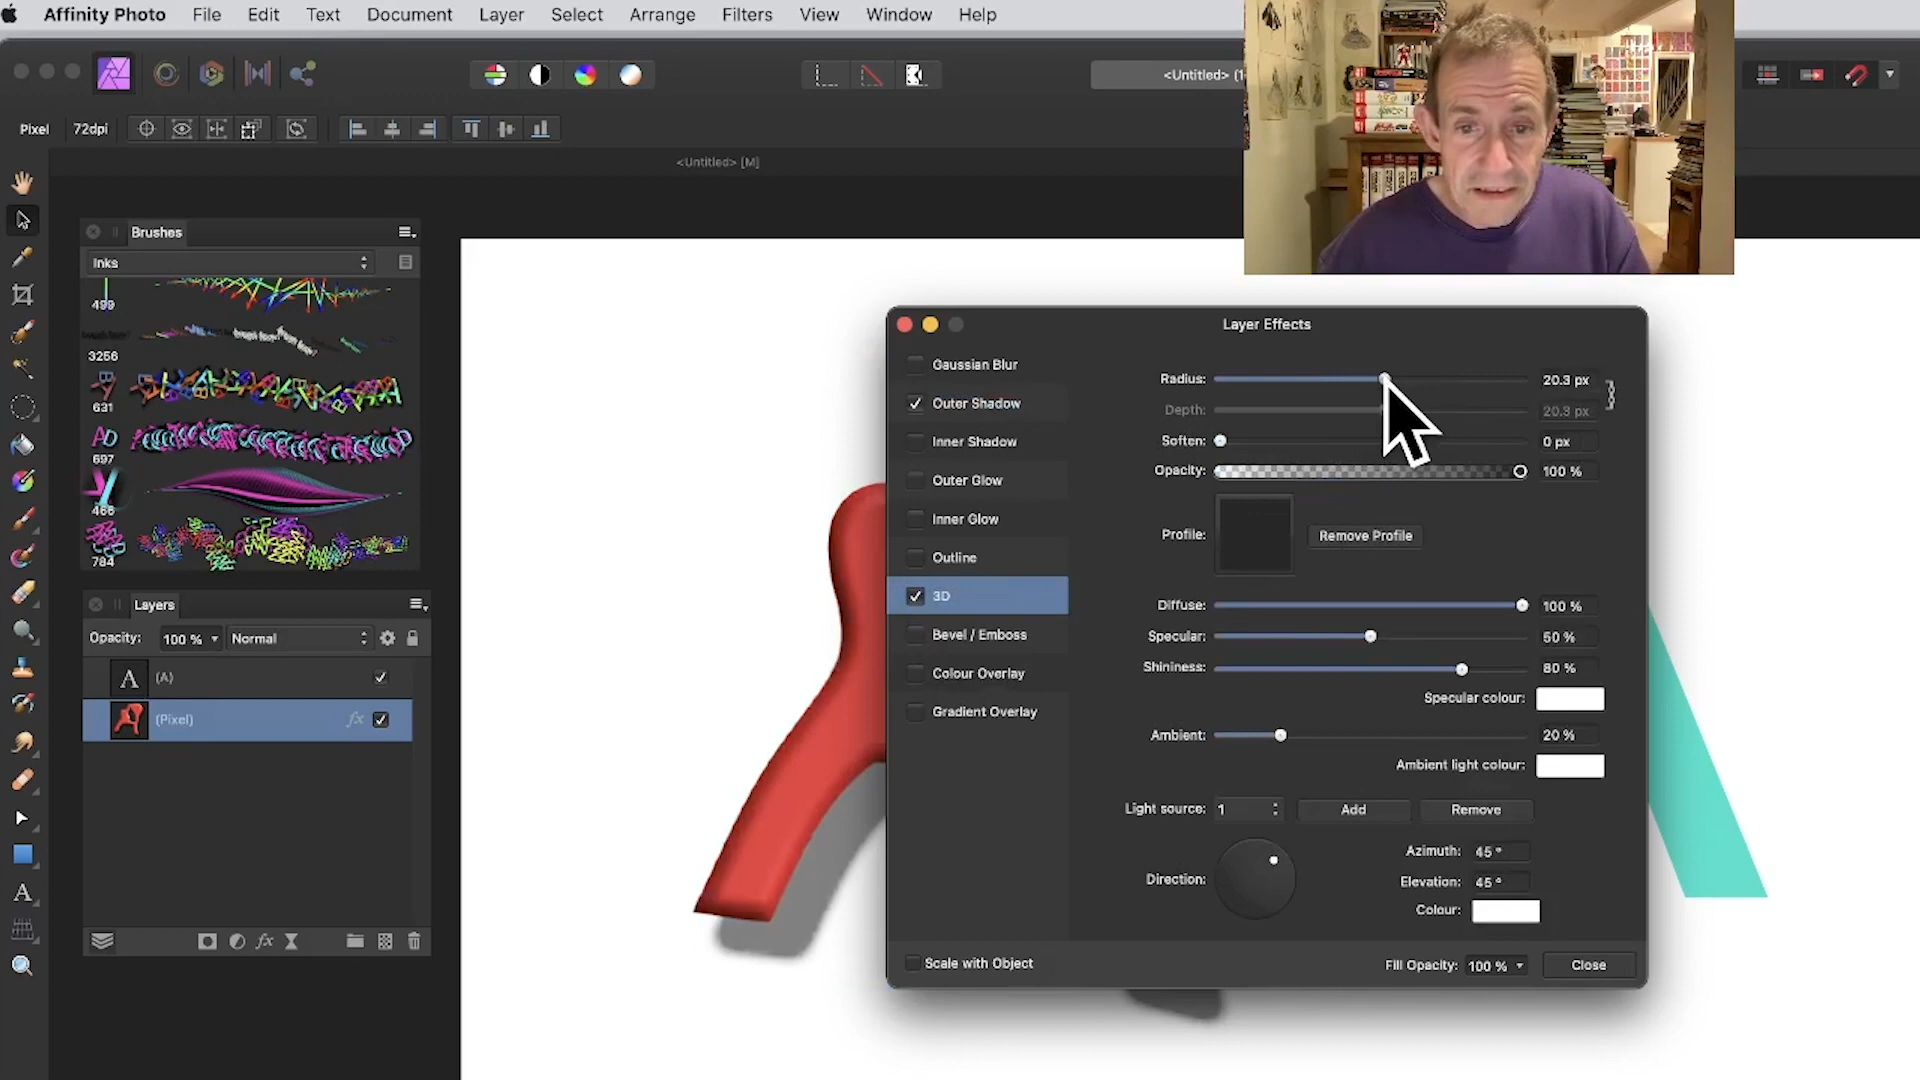 Affinity Photo File Edit Text Document Layer Select Arrange Filters View Window Help
<Untitled> (1
Pixel 72dpi
<Untitled> [M]
Brushes
Inks
499
3256
631
697
466
784
Layers
Opacity: 100 % Normal
A (A)
(Pixel) fx
fx
Layer Effects
Gaussian Blur
Outer Shadow
Inner Shadow
Outer Glow
Inner Glow
Outline
3D
Bevel / Emboss
Colour Overlay
Gradient Overlay
Radius: 20.3 px
Depth: 20.3 px
Soften: 0 px
Opacity: 100 %
Profile: Remove Profile
Diffuse: 100 %
Specular: 50 %
Shininess: 80 %
Specular colour:
Ambient: 20 %
Ambient light colour:
Light source: 1 Add Remove
Azimuth: 45 °
Direction:
Elevation: 45 °
Colour:
Scale with Object
Fill Opacity: 100 % Close